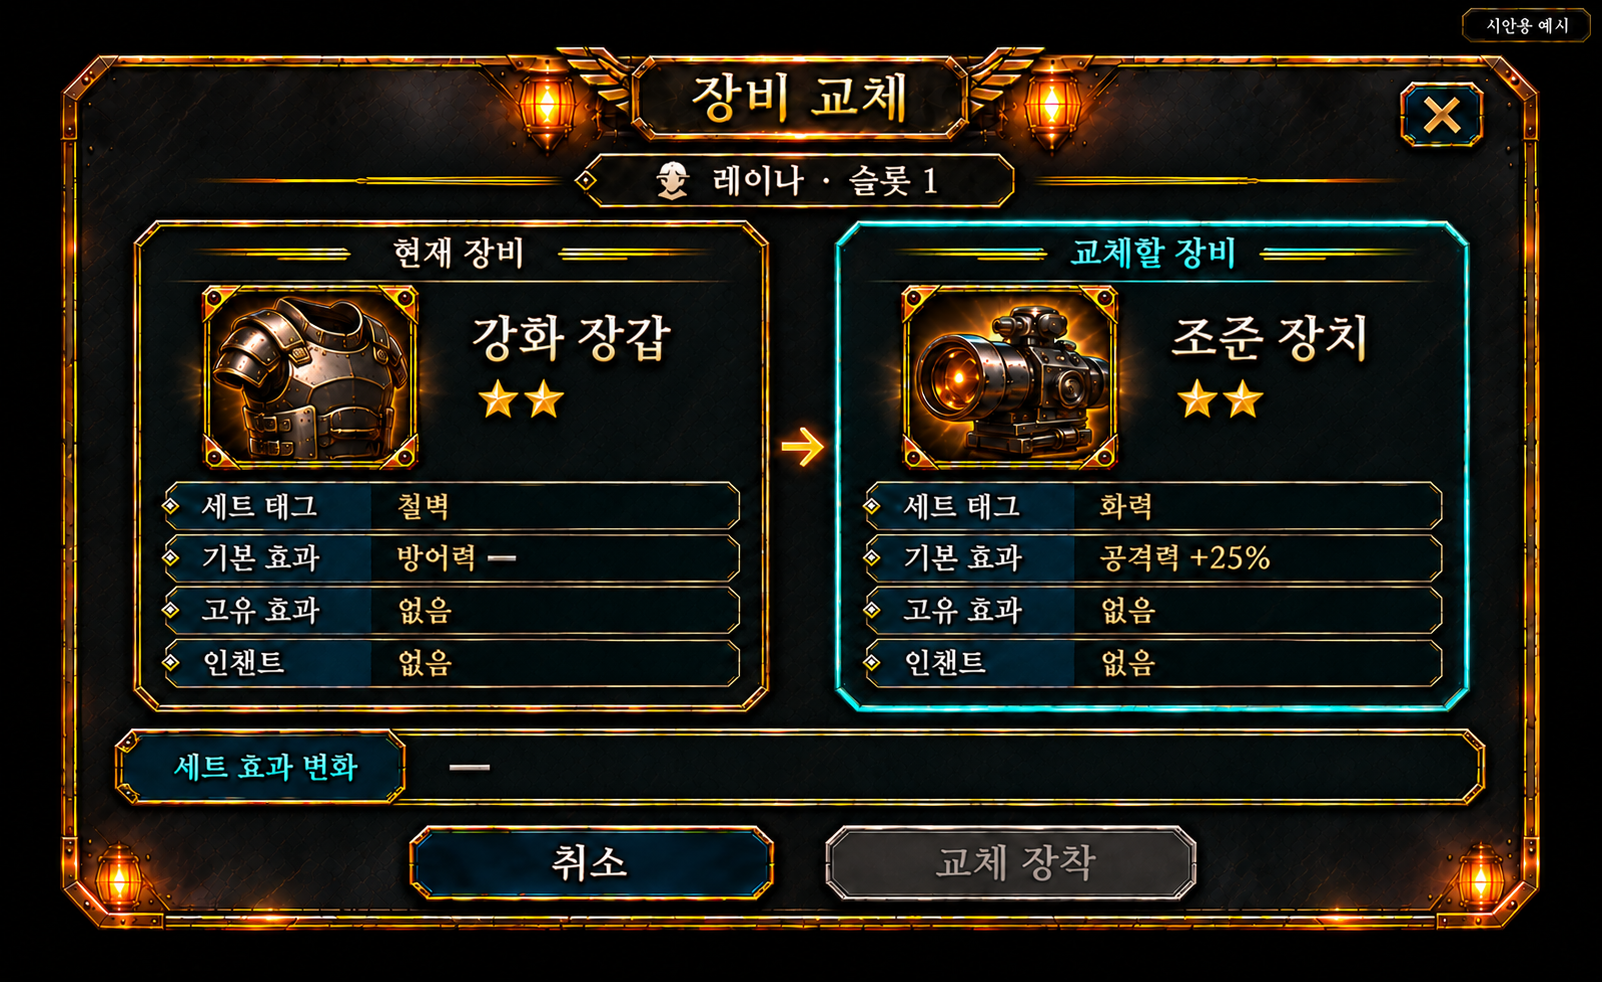 시안용 예시
장비 교체
레이나 · 슬롯 1
현재 장비
강화 장갑
세트 태그 철벽
기본 효과 방어력 —
고유 효과 없음
인챈트 없음
교체할 장비
조준 장치
세트 태그 화력
기본 효과 공격력 +25%
고유 효과 없음
인챈트 없음
세트 효과 변화 —
취소
교체 장착